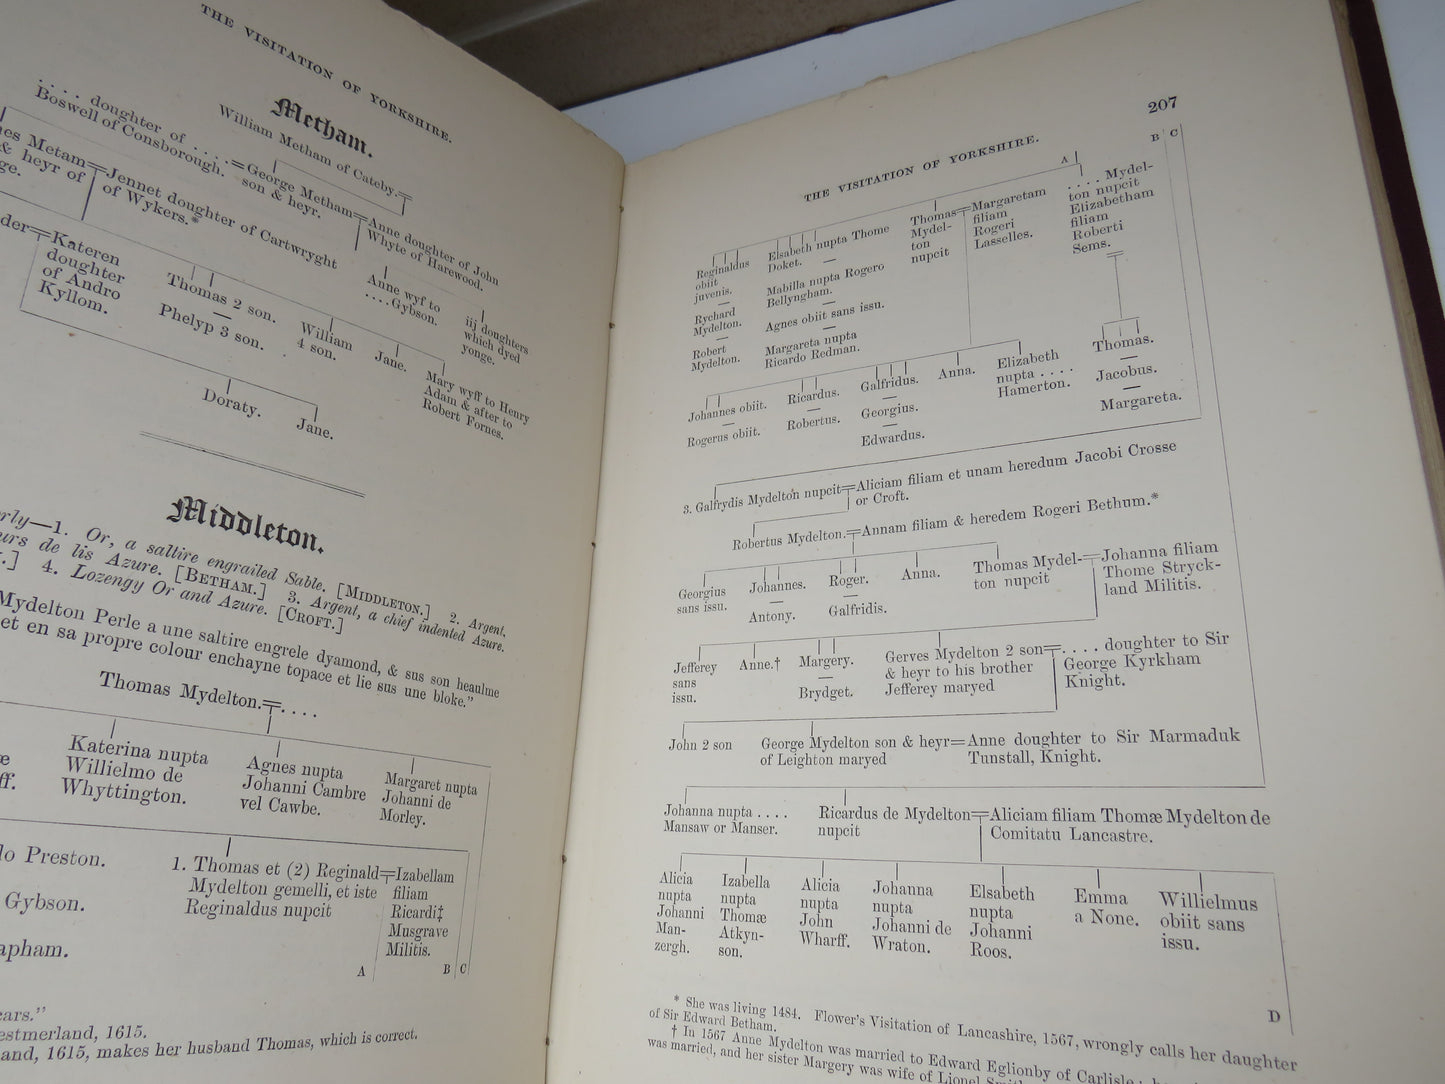 THE VISITATION OF YORKSHIRE.
Metham.
William Metham of Cateby.
. . . doughter of . . . .
Boswell of Consborough.
George Metham
son & heyr.
Anne doughter of John
Whyte of Harewood.
Metam
& heyr of
Jennet doughter of Cartwryght
of Wykers.*
Anne wyf to
. . . . Gybson.
iij doughters
which dyed
yonge.
Kateren
doughter
of Andro
Kyllom.
Thomas 2 son.
Phelyp 3 son.
William
4 son.
Jane.
Mary wyff to Henry
Adam & after to
Robert Fornes.
Doraty.
Jane.
Middleton.
1. Or, a saltire engrailed Sable. [MIDDLETON.] 2. Argent,
de lis Azure. [BETHAM.] 3. Argent, a chief indented Azure.
4. Lozengy Or and Azure. [CROFT.]
Mydelton Perle a une saltire engrele dyamond, & sus son heaulme
et en sa propre colour enchayne topace et lie sus une bloke.”
Thomas Mydelton. . . . .
Katerina nupta
Willielmo de
Whyttington.
Agnes nupta
Johanni Cambre
vel Cawbe.
Margaret nupta
Johanni de
Morley.
Preston.
Gybson.
1. Thomas et (2) Reginald
Mydelton gemelli, et iste
Reginaldus nupcit
Izabellam
filiam
Ricardi‡
Musgrave
Militis.
A B C
1615.
1615, makes her husband Thomas, which is correct.
207
THE VISITATION OF YORKSHIRE.
A B C
Reginaldus
obiit
juvenis.
—
Rychard
Mydelton.
—
Robert
Mydelton.
Elsabeth nupta Thome
Doket. —
Mabilla nupta Rogero
Bellyngham.
—
Agnes obiit sans issu.
—
Margareta nupta
Ricardo Redman.
Thomas
Mydel-
ton
nupcit
Margaretam
filiam
Rogeri
Lasselles.
. . . . Mydel-
ton nupcit
Elizabetham
filiam
Roberti
Sems.
Johannes obiit.
—
Rogerus obiit.
Ricardus.
—
Robertus.
Galfridus.
—
Georgius.
—
Edwardus.
Anna.
Elizabeth
nupta . . . .
Hamerton.
Thomas.
—
Jacobus.
—
Margareta.
3. Galfrydis Mydelton nupcit
Aliciam filiam et unam heredum Jacobi Crosse
or Croft.
Robertus Mydelton.
Annam filiam & heredem Rogeri Bethum.*
Georgius
sans issu.
Johannes.
—
Antony.
Roger.
—
Galfridis.
Anna.
Thomas Mydel-
ton nupcit
Johanna filiam
Thome Stryck-
land Militis.
Jefferey
sans
issu.
Anne.†
Margery.
—
Brydget.
Gerves Mydelton 2 son
& heyr to his brother
Jefferey maryed
. . . . doughter to Sir
George Kyrkham
Knight.
John 2 son
George Mydelton son & heyr
of Leighton maryed
Anne doughter to Sir Marmaduk
Tunstall, Knight.
Johanna nupta . . . .
Mansaw or Manser.
Ricardus de Mydelton
nupcit
Aliciam filiam Thomæ Mydelton de
Comitatu Lancastre.
Alicia
nupta
Johanni
Man-
zergh.
Izabella
nupta
Thomæ
Atkyn-
son.
Alicia
nupta
John
Wharff.
Johanna
nupta
Johanni de
Wraton.
Elsabeth
nupta
Johanni
Roos.
Emma
a None.
Willielmus
obiit sans
issu.
D
* She was living 1484. Flower's Visitation of Lancashire, 1567, wrongly calls her daughter
of Sir Edward Betham.
† In 1567 Anne Mydelton was married to Edward Eglionby of Carlisle;
was married, and her sister Margery was wife of Lionel